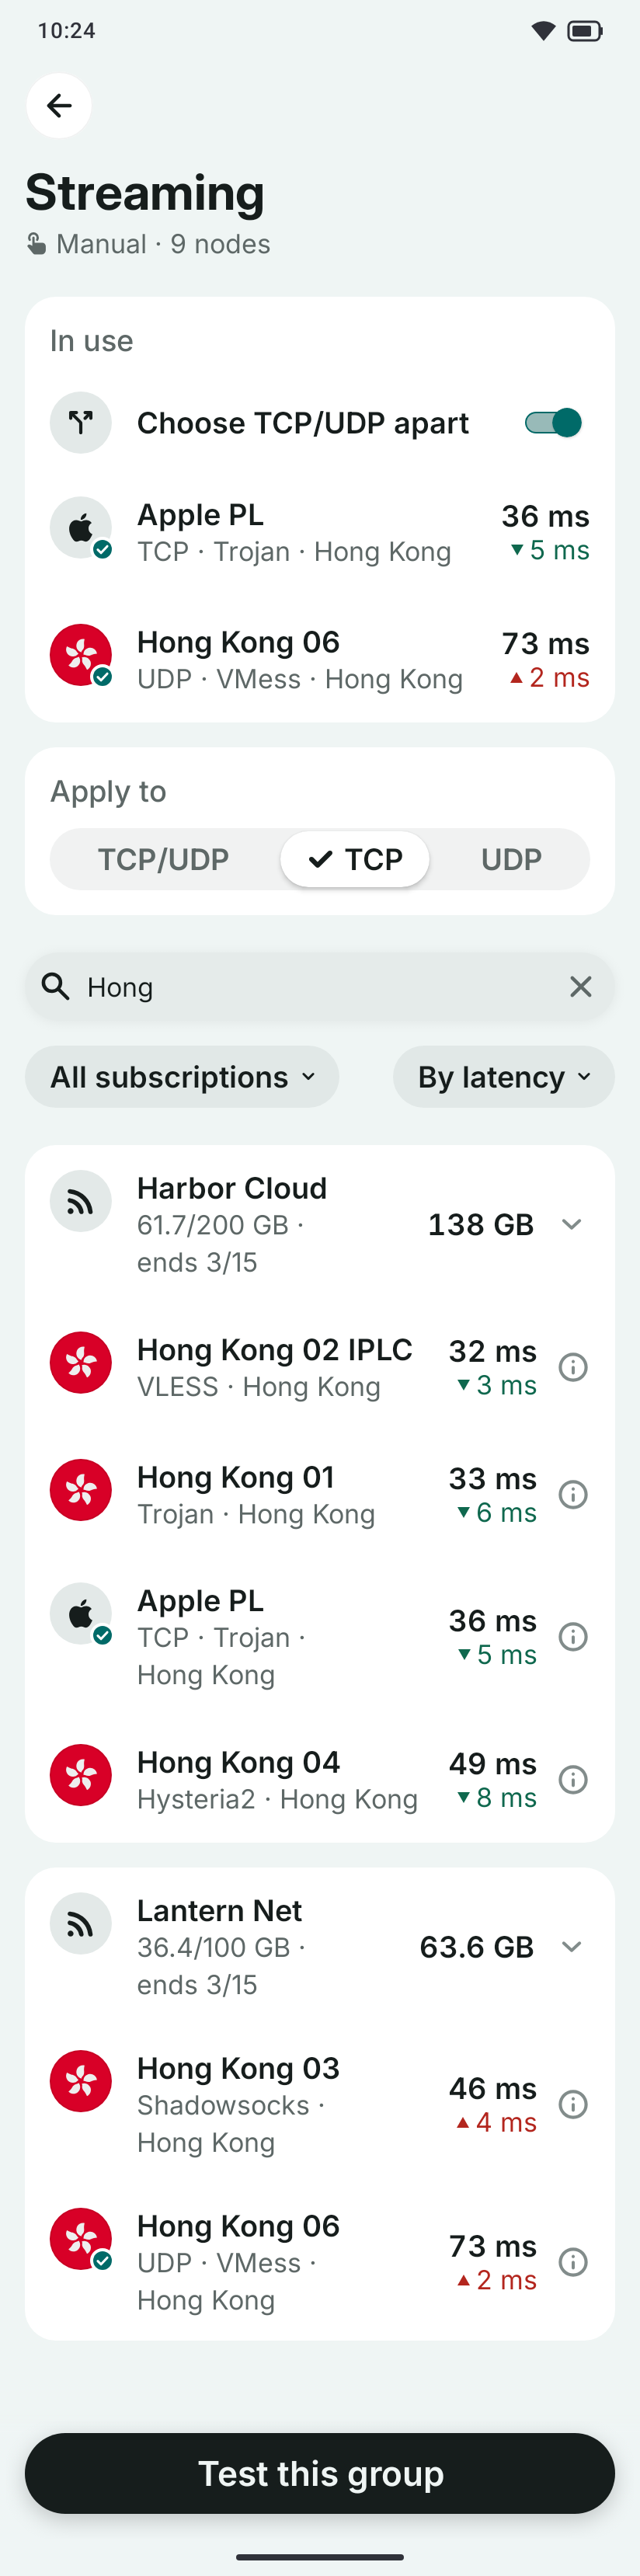 10:24
Streaming
Manual · 9 nodes
In use
Choose TCP/UDP apart
Apple PL
36 ms
TCP · Trojan · Hong Kong
▼ 5 ms
Hong Kong 06
73 ms
UDP · VMess · Hong Kong
▲ 2 ms
Apply to
TCP/UDP
TCP
UDP
Hong
All subscriptions
By latency
Harbor Cloud
61.7/200 GB ·
ends 3/15
138 GB
Hong Kong 02 IPLC
32 ms
VLESS · Hong Kong
▼ 3 ms
Hong Kong 01
33 ms
Trojan · Hong Kong
▼ 6 ms
Apple PL
TCP · Trojan ·
Hong Kong
36 ms
▼ 5 ms
Hong Kong 04
49 ms
Hysteria2 · Hong Kong
▼ 8 ms
Lantern Net
36.4/100 GB ·
ends 3/15
63.6 GB
Hong Kong 03
Shadowsocks ·
Hong Kong
46 ms
▲ 4 ms
Hong Kong 06
UDP · VMess ·
Hong Kong
73 ms
▲ 2 ms
Test this group